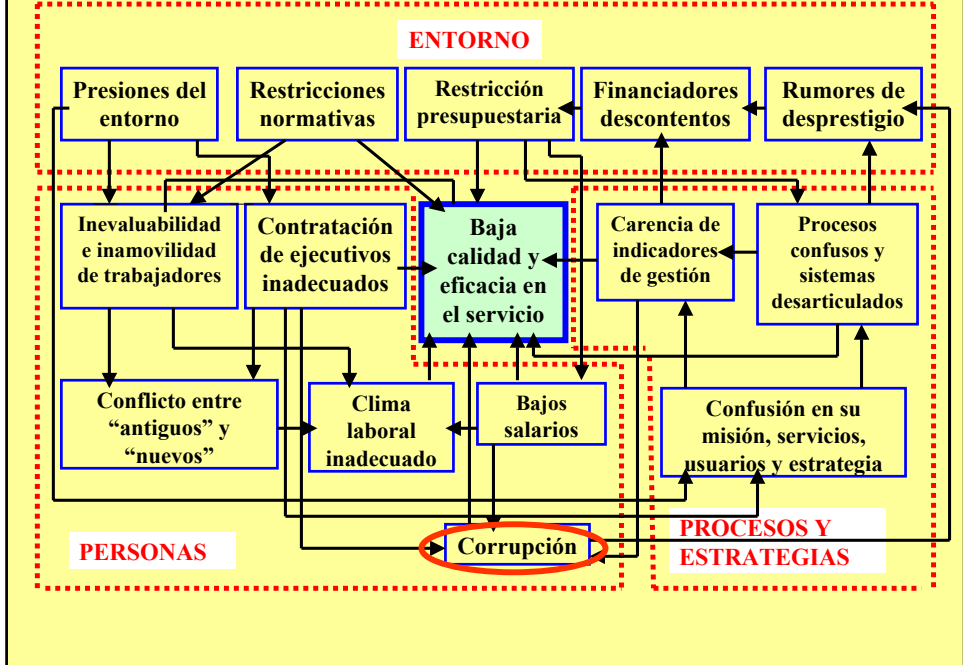 ENTORNO
Presiones del
entorno
Restricciones
normativas
Restricción
presupuestaria
Financiadores
descontentos
Rumores de
desprestigio
Inevaluabilidad
e inamovilidad
de trabajadores
Contratación
de ejecutivos
inadecuados
Baja
calidad y
eficacia en
el servicio
Carencia de
indicadores
de gestión
Procesos
confusos y
sistemas
desarticulados
Conflicto entre
“antiguos” y
“nuevos”
Clima
laboral
inadecuado
Bajos
salarios
Confusión en su
misión, servicios,
usuarios y estrategia
PERSONAS
Corrupción
PROCESOS Y
ESTRATEGIAS